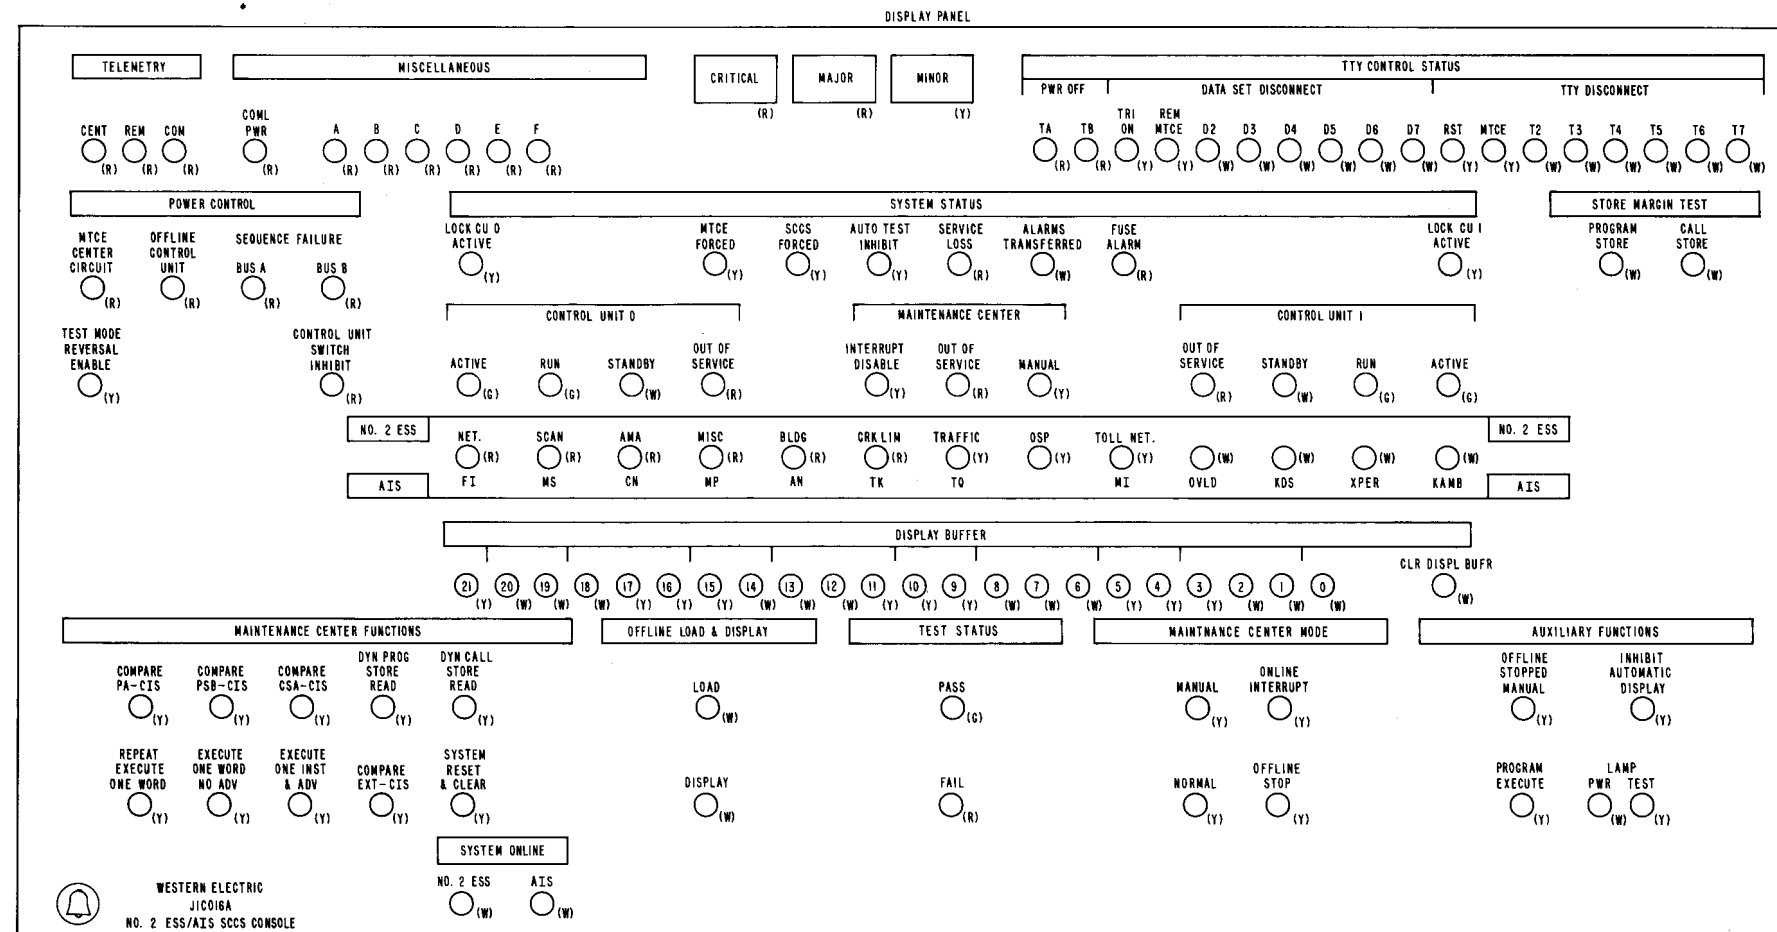 DISPLAY PANEL
TELEMETRY MISCELLANEOUS CRITICAL (R) MAJOR (R) MINOR (Y) TTY CONTROL STATUS
PWR OFF DATA SET DISCONNECT TTY DISCONNECT
CENT REM COM COML PWR A B C D E F TA TB TRI ON REM MTCE D2 D3 D4 D5 D6 D7 RST MTCE T2 T3 T4 T5 T6 T7
(R) (R) (R) (R) (R) (R) (R) (R) (R) (R) (R) (R) (Y) (Y) (W) (W) (W) (W) (W) (W) (Y) (Y) (W) (W) (W) (W) (W) (W)
POWER CONTROL SYSTEM STATUS STORE MARGIN TEST
MTCE CENTER CIRCUIT (R)
OFFLINE CONTROL UNIT (R)
SEQUENCE FAILURE
BUS A (R) BUS B (R)
LOCK CU 0 ACTIVE (Y)
MTCE FORCED (Y)
SCCS FORCED (Y)
AUTO TEST INHIBIT (Y)
SERVICE LOSS (R)
ALARMS TRANSFERRED (W)
FUSE ALARM (R)
LOCK CU 1 ACTIVE (Y)
PROGRAM STORE (W)
CALL STORE (W)
TEST MODE REVERSAL ENABLE (Y)
CONTROL UNIT SWITCH INHIBIT (R)
CONTROL UNIT 0 MAINTENANCE CENTER CONTROL UNIT 1
ACTIVE (G) RUN (G) STANDBY (W) OUT OF SERVICE (R)
INTERRUPT DISABLE (Y) OUT OF SERVICE (R) MANUAL (Y)
OUT OF SERVICE (R) STANDBY (W) RUN (G) ACTIVE (G)
NO. 2 ESS NET. SCAN AMA MISC BLDG CRK LIM TRAFFIC OSP TOLL NET. NO. 2 ESS
(R) (R) (R) (R) (R) (R) (Y) (Y) (Y) (W) (W) (W) (W)
AIS FI MS CN MP AN TK TQ MI OVLD KDS XPER KAMB AIS
DISPLAY BUFFER
21 20 19 18 17 16 15 14 13 12 11 10 9 8 7 6 5 4 3 2 1 0 CLR DISPL BUFR
(Y) (W) (W) (W) (Y) (Y) (Y) (W) (W) (W) (Y) (Y) (Y) (W) (W) (W) (Y) (Y) (Y) (W) (W) (W) (W)
MAINTENANCE CENTER FUNCTIONS OFFLINE LOAD & DISPLAY TEST STATUS MAINTNANCE CENTER MODE AUXILIARY FUNCTIONS
COMPARE PA-CIS (Y)
COMPARE PSB-CIS (Y)
COMPARE CSA-CIS (Y)
DYN PROG STORE READ (Y)
DYN CALL STORE READ (Y)
LOAD (W)
PASS (G)
MANUAL (Y)
ONLINE INTERRUPT (Y)
OFFLINE STOPPED MANUAL (Y)
INHIBIT AUTOMATIC DISPLAY (Y)
REPEAT EXECUTE ONE WORD (Y)
EXECUTE ONE WORD NO ADV (Y)
EXECUTE ONE INST & ADV (Y)
COMPARE EXT-CIS (Y)
SYSTEM RESET & CLEAR (Y)
DISPLAY (W)
FAIL (R)
NORMAL (Y)
OFFLINE STOP (Y)
PROGRAM EXECUTE (Y)
LAMP
PWR (W) TEST (Y)
SYSTEM ONLINE
NO. 2 ESS (W) AIS (W)
WESTERN ELECTRIC
J1C016A
NO. 2 ESS/AIS SCCS CONSOLE